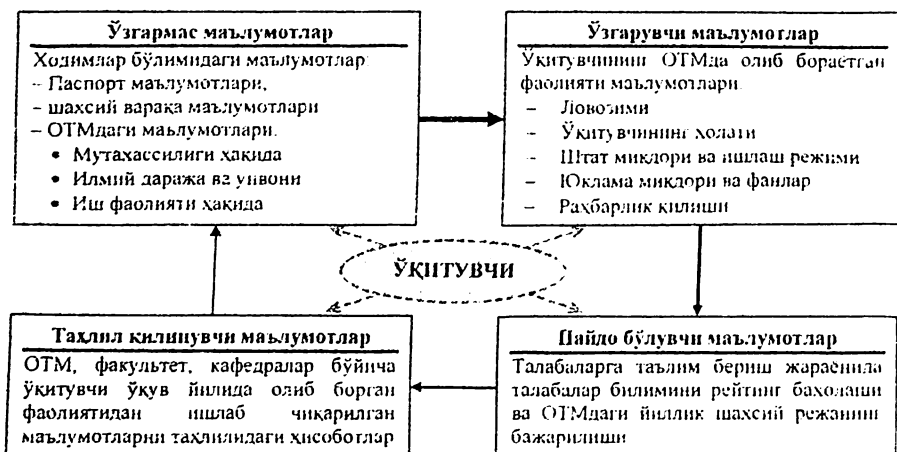 Ўзгармас маълумотлар
Ходимлар бўлимидаги маълумотлар:
– Паспорт маълумотлари,
- шахсий варақа маълумотлари
– ОТМдаги маълумотлари.
• Мутахассилиги ҳақида
• Илмий даража ва унвони
• Иш фаолияти ҳақида
Ўзгарувчи маълумотлар
Ўқитувчининг ОТМда олиб бораётган
фаолияти маълумотлари
– Ловозими
– Ўқитувчининг ҳолати
– Штат миқдори ва ишлаш режими
– Юклама миқдори ва фанлар
– Раҳбарлик қилиши
ЎҚИТУВЧИ
Таҳлил қилинувчи маълумотлар
ОТМ, факультет, кафедралар бўйича
ўқитувчи ўқув йилида олиб борган
фаолиятидан ишлаб чиқарилган
маълумотларни таҳлилидаги ҳисоботлар
Пайдо бўлувчи маълумотлар
Талабаларга таълим бериш жараёнида
талабалар билимини рейтинг баҳолаши
ва ОТМдаги йиллик шахсий режанинг
бажарилиши